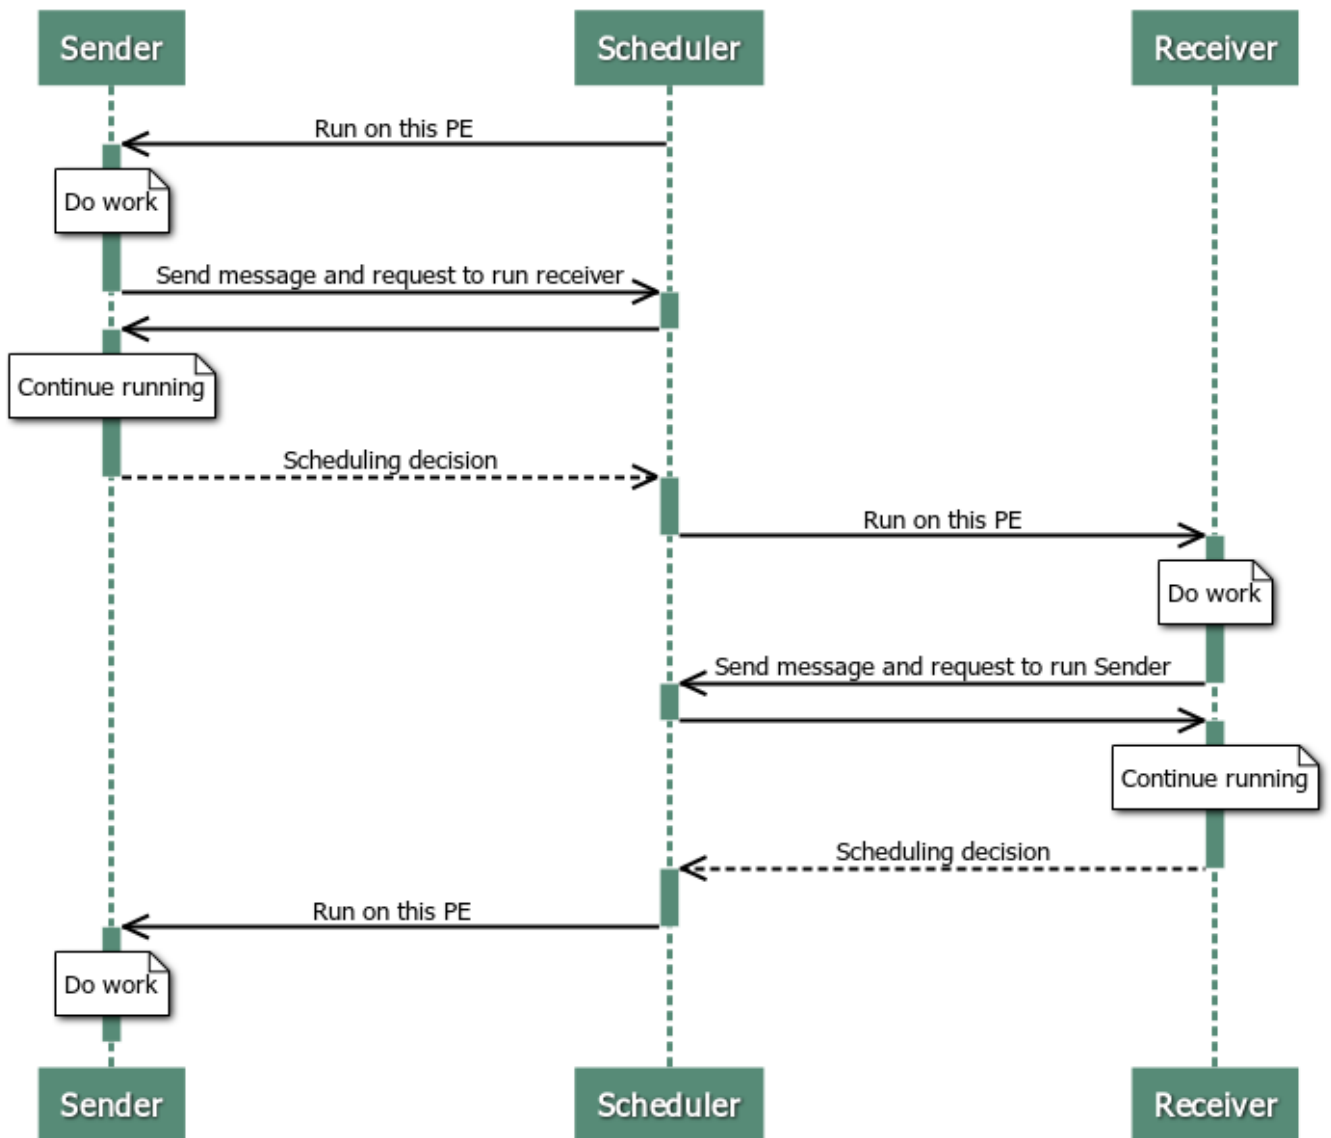 Sender
Scheduler
Receiver
Run on this PE
Do work
Send message and request to run receiver
Continue running
Scheduling decision
Run on this PE
Do work
Send message and request to run Sender
Continue running
Scheduling decision
Run on this PE
Do work
Sender
Scheduler
Receiver